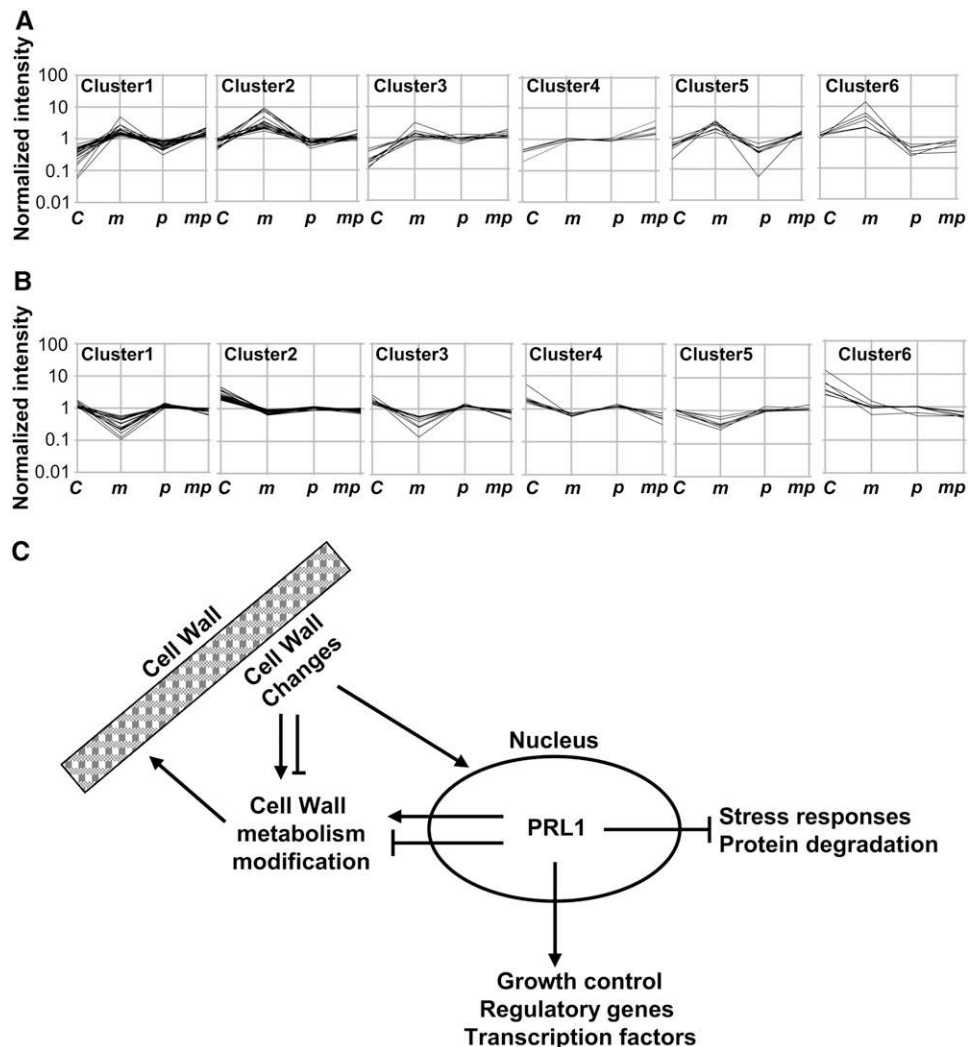 A
Normalized intensity
100
10
1
0.1
0.01
Cluster1
Cluster2
Cluster3
Cluster4
Cluster5
Cluster6
C m p mp
C m p mp
C m p mp
C m p mp
C m p mp
C m p mp
B
Normalized intensity
100
10
1
0.1
0.01
Cluster1
Cluster2
Cluster3
Cluster4
Cluster5
Cluster6
C m p mp
C m p mp
C m p mp
C m p mp
C m p mp
C m p mp
C
Cell Wall
Cell Wall
Changes
Nucleus
Cell Wall
metabolism
modification
PRL1
Stress responses
Protein degradation
Growth control
Regulatory genes
Transcription factors